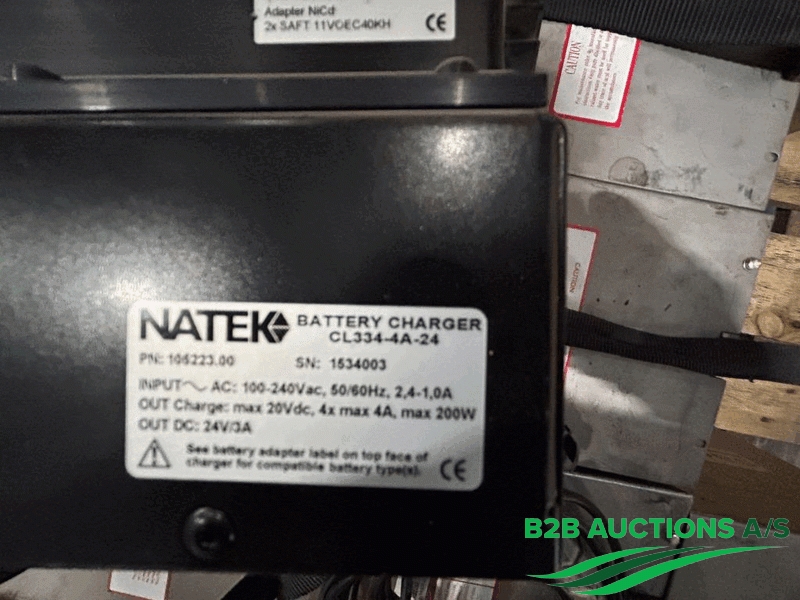 Adapter NiCd:
2x SAFT 11VOEC40KH
CE
CAUTION
NATEK BATTERY CHARGER
CL334-4A-24
P/N: 105223.00 SN: 1534003
INPUT~ AC: 100-240Vac, 50/60Hz, 2,4-1,0A
OUT Charge: max 20Vdc, 4x max 4A, max 200W
OUT DC: 24V/3A
See battery adapter label on top face of
charger for compatible battery type(s).
CE
CAUTION
B2B AUCTIONS A/S